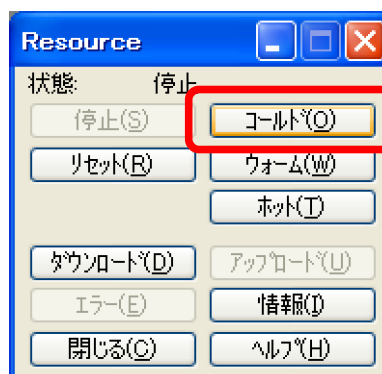 Resource
状態: 停止
停止(S) コールド(O)
リセット(R) ウォーム(W)
ホット(T)
ダウンロード(D) アップロード(U)
エラー(E) 情報(I)
閉じる(C) ヘルプ(H)